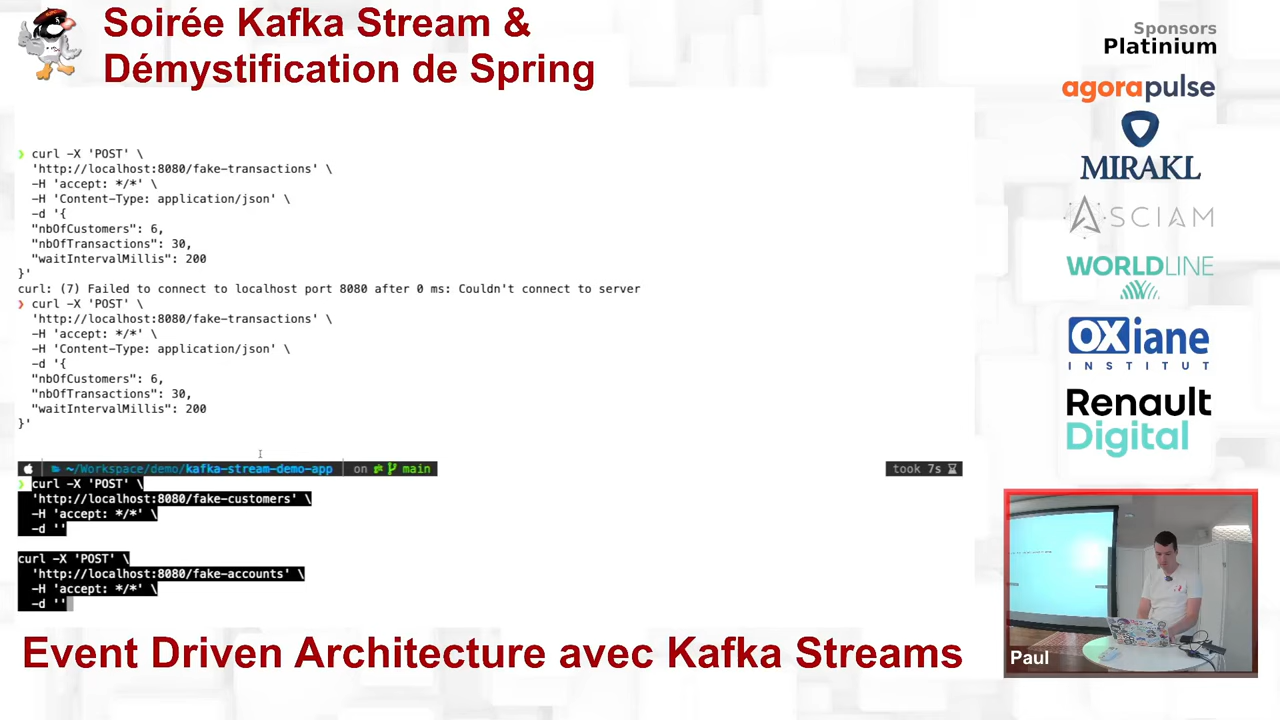 Soirée Kafka Stream &
Démystification de Spring
Sponsors
Platinium
agorapulse
MIRAKL
ASCIAM
WORLDLINE
OXiane
INSTITUT
Renault
Digital
❯ curl -X 'POST' \
'http://localhost:8080/fake-transactions' \
-H 'accept: */*' \
-H 'Content-Type: application/json' \
-d '{
"nbOfCustomers": 6,
"nbOfTransactions": 30,
"waitIntervalMillis": 200
}'
curl: (7) Failed to connect to localhost port 8080 after 0 ms: Couldn't connect to server
❯ curl -X 'POST' \
'http://localhost:8080/fake-transactions' \
-H 'accept: */*' \
-H 'Content-Type: application/json' \
-d '{
"nbOfCustomers": 6,
"nbOfTransactions": 30,
"waitIntervalMillis": 200
}'
~/Workspace/demo/kafka-stream-demo-app on main took 7s
❯ curl -X 'POST' \
'http://localhost:8080/fake-customers' \
-H 'accept: */*' \
-d ''
curl -X 'POST' \
'http://localhost:8080/fake-accounts' \
-H 'accept: */*' \
-d ''
Event Driven Architecture avec Kafka Streams
Paul